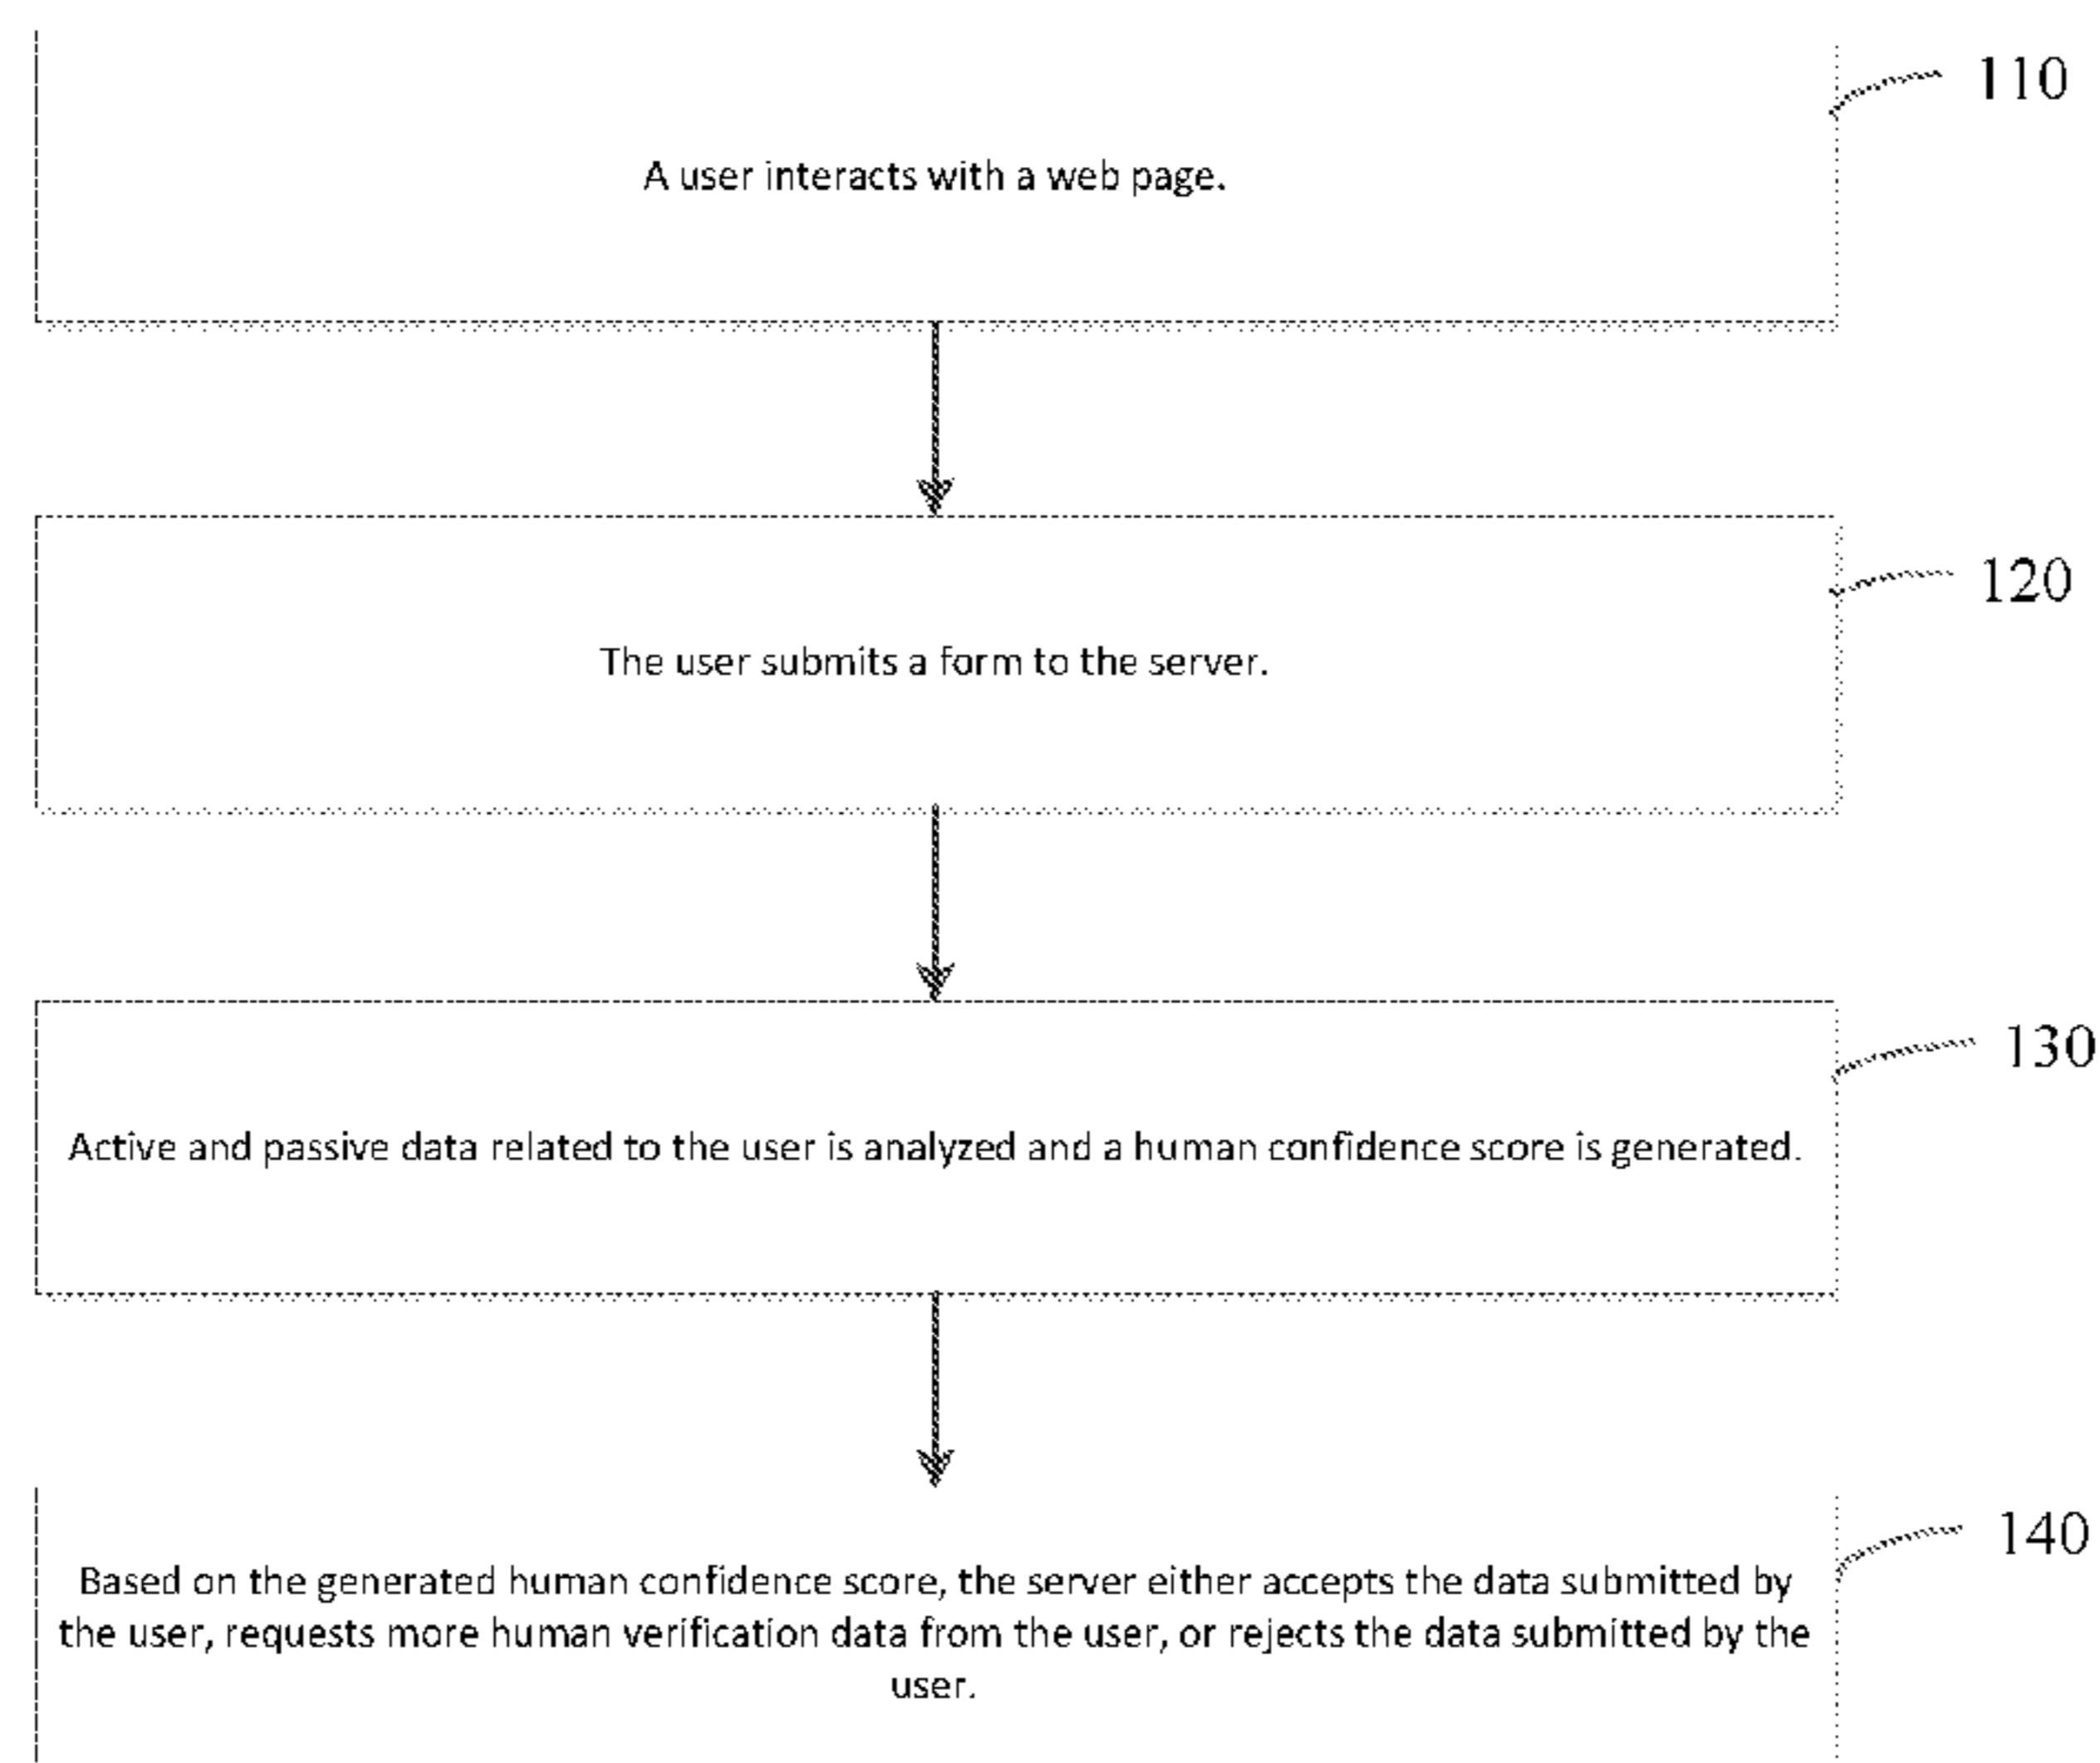 110
A user interacts with a web page.
120
The user submits a form to the server.
130
Active and passive data related to the user is analyzed and a human confidence score is generated.
140
Based on the generated human confidence score, the server either accepts the data submitted by
the user, requests more human verification data from the user, or rejects the data submitted by the
user.